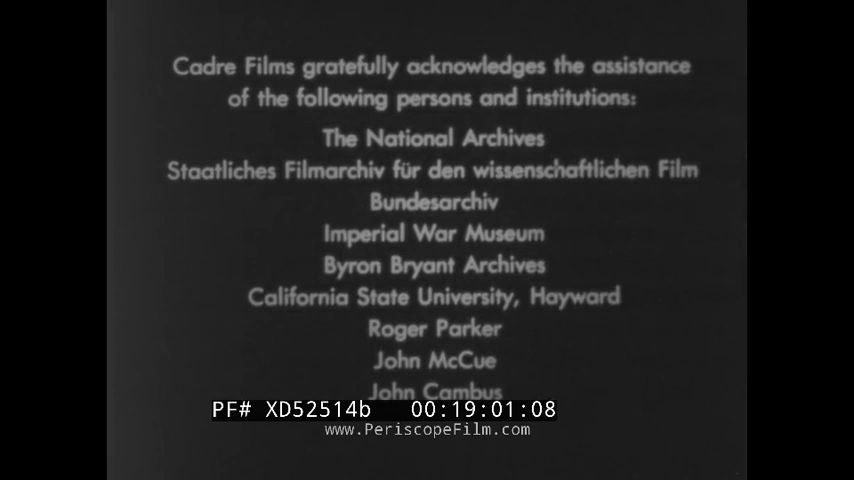 Cadre Films gratefully acknowledges the assistance
of the following persons and institutions:
The National Archives
Staatliches Filmarchiv für den wissenschaftlichen Film
Bundesarchiv
Imperial War Museum
Byron Bryant Archives
California State University, Hayward
Roger Parker
John McCue
John Cambus
PF# XD52514b 00:19:01:08
www.PeriscopeFilm.com